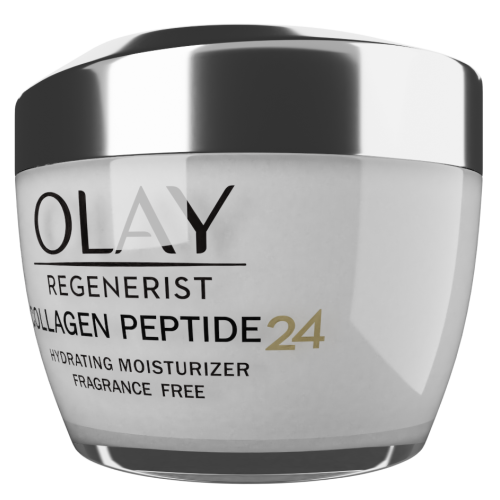 OLAY
REGENERIST
COLLAGEN PEPTIDE 24
HYDRATING MOISTURIZER
FRAGRANCE FREE